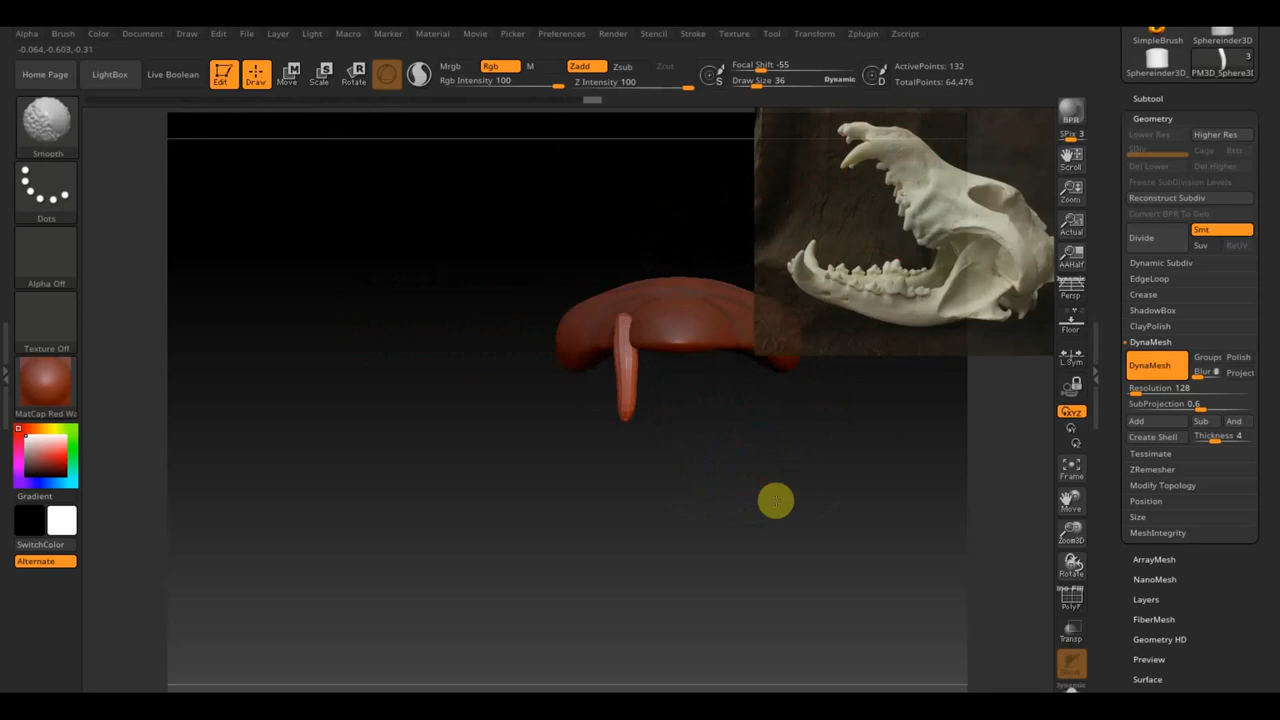 Alpha Brush Color Document Draw Edit File Layer Light Macro Marker Material Movie Picker Preferences Render Stencil Stroke Texture Tool Transform Zplugin Zscript
-0.064,-0.603,-0.31
Home Page LightBox Live Boolean Edit Draw Move Scale Rotate
Mrgb Rgb M Zadd Zsub Zcut
Rgb Intensity 100 Z Intensity 100
Focal Shift -55
Draw Size 36 Dynamic
ActivePoints: 132
TotalPoints: 64,476
Smooth
Dots
Alpha Off
Texture Off
MatCap Red Wa
Gradient
SwitchColor
Alternate
BPR
SPix 3
Scroll
Zoom
Actual
AAHalf
Dynamic
Persp
Floor
L.Sym
XYZ
Frame
Move
Zoom3D
Rotate
PolyF
Transp
Dynamic
SimpleBrush Sphereinder3D
3
Sphereinder3D_ PM3D_Sphere3D
Subtool
Geometry
Lower Res Higher Res
SDiv Cage Rstr
Del Lower Del Higher
Freeze SubDivision Levels
Reconstruct Subdiv
Convert BPR To Geo
Divide Smt
Suv ReUV
Dynamic Subdiv
EdgeLoop
Crease
ShadowBox
ClayPolish
DynaMesh
DynaMesh Groups Polish
Blur Project
Resolution 128
SubProjection 0.6
Add Sub And
Create Shell Thickness 4
Tessimate
ZRemesher
Modify Topology
Position
Size
MeshIntegrity
ArrayMesh
NanoMesh
Layers
FiberMesh
Geometry HD
Preview
Surface